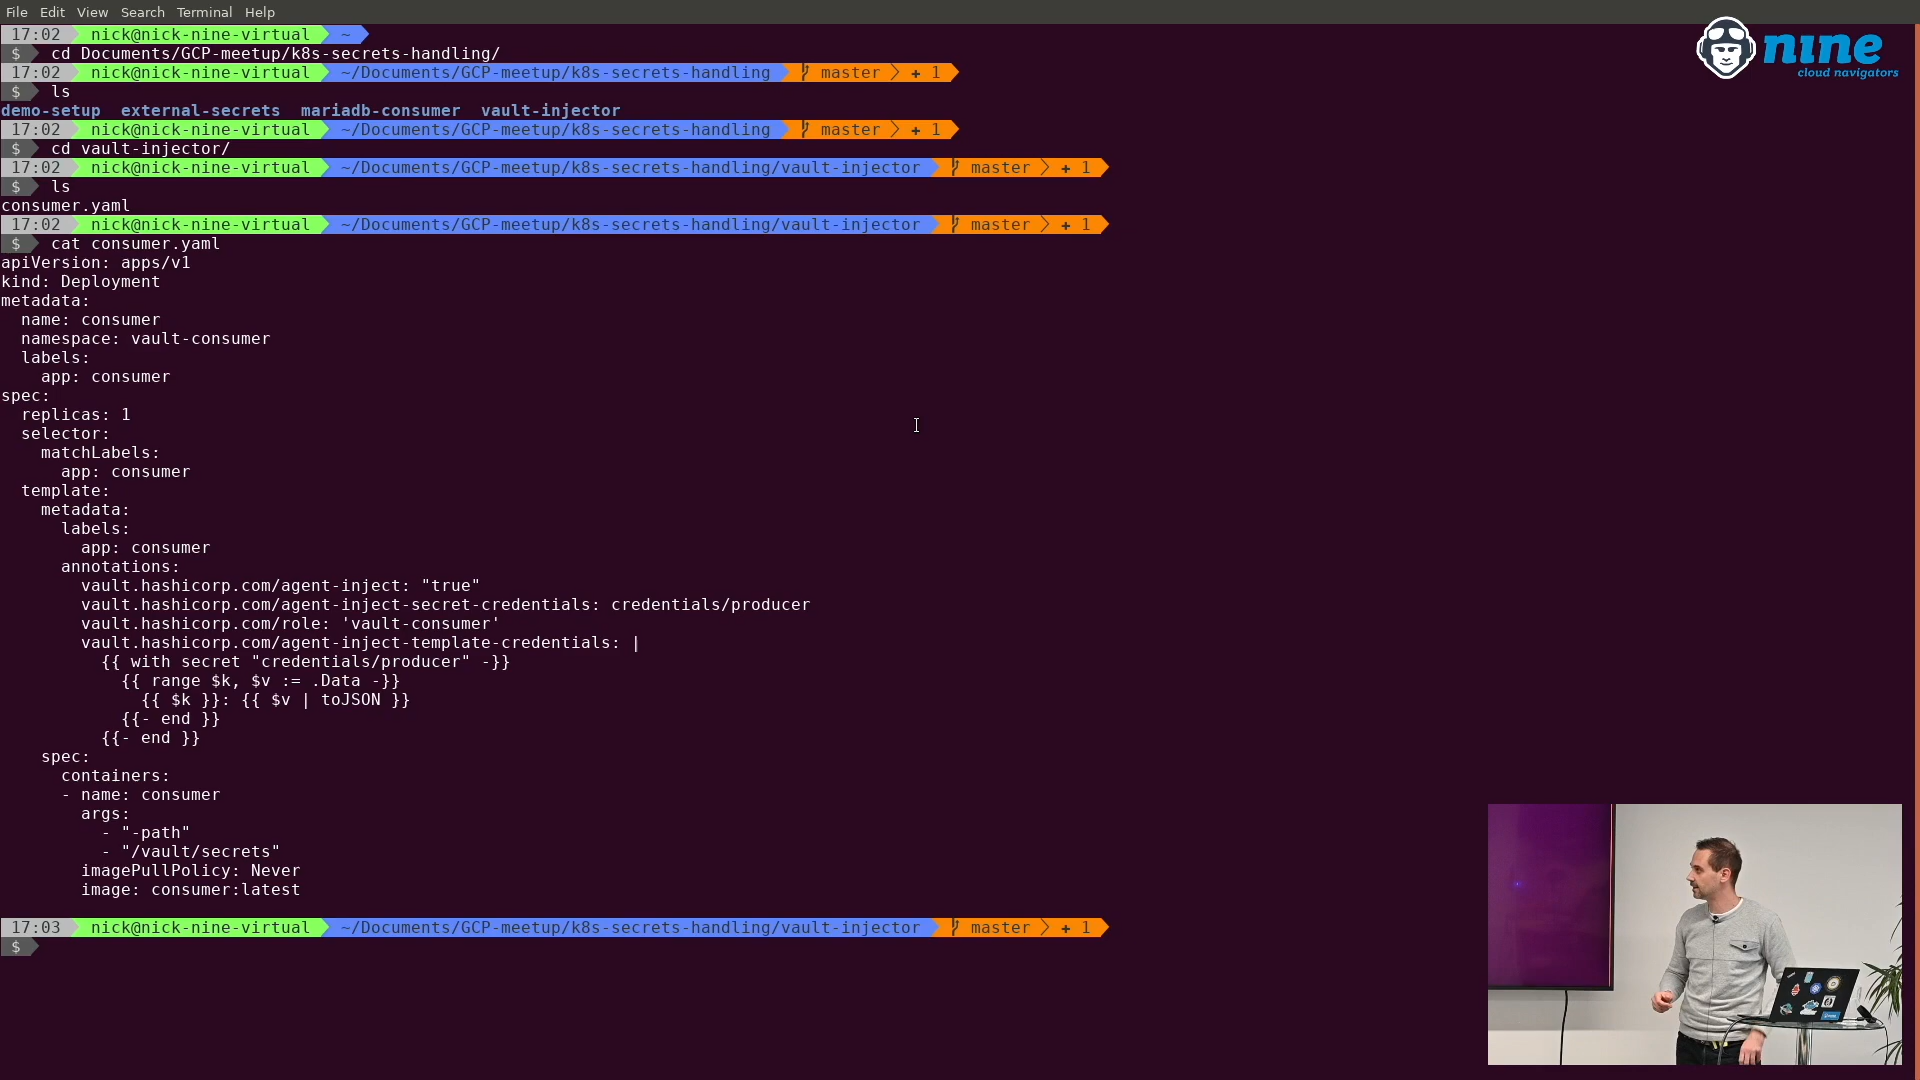 File Edit View Search Terminal Help
17:02 nick@nick-nine-virtual ~
$ cd Documents/GCP-meetup/k8s-secrets-handling/
17:02 nick@nick-nine-virtual ~/Documents/GCP-meetup/k8s-secrets-handling master + 1
$ ls
demo-setup external-secrets mariadb-consumer vault-injector
17:02 nick@nick-nine-virtual ~/Documents/GCP-meetup/k8s-secrets-handling master + 1
$ cd vault-injector/
17:02 nick@nick-nine-virtual ~/Documents/GCP-meetup/k8s-secrets-handling/vault-injector master + 1
$ ls
consumer.yaml
17:02 nick@nick-nine-virtual ~/Documents/GCP-meetup/k8s-secrets-handling/vault-injector master + 1
$ cat consumer.yaml
apiVersion: apps/v1
kind: Deployment
metadata:
  name: consumer
  namespace: vault-consumer
  labels:
    app: consumer
spec:
  replicas: 1
  selector:
    matchLabels:
      app: consumer
  template:
    metadata:
      labels:
        app: consumer
      annotations:
        vault.hashicorp.com/agent-inject: "true"
        vault.hashicorp.com/agent-inject-secret-credentials: credentials/producer
        vault.hashicorp.com/role: 'vault-consumer'
        vault.hashicorp.com/agent-inject-template-credentials: |
          {{ with secret "credentials/producer" -}}
            {{ range $k, $v := .Data -}}
              {{ $k }}: {{ $v | toJSON }}
            {{- end }}
          {{- end }}
    spec:
      containers:
      - name: consumer
        args:
          - "-path"
          - "/vault/secrets"
        imagePullPolicy: Never
        image: consumer:latest
17:03 nick@nick-nine-virtual ~/Documents/GCP-meetup/k8s-secrets-handling/vault-injector master + 1
$
nine
cloud navigators